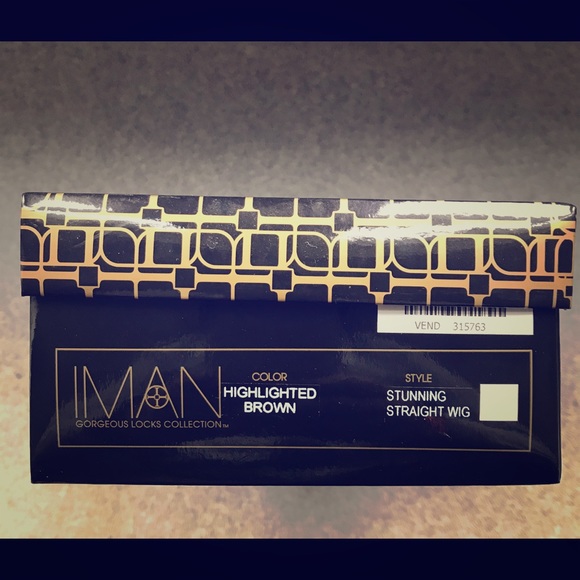 VEND 315763
IMAN
GORGEOUS LOCKS COLLECTION™
COLOR
HIGHLIGHTED
BROWN
STYLE
STUNNING
STRAIGHT WIG